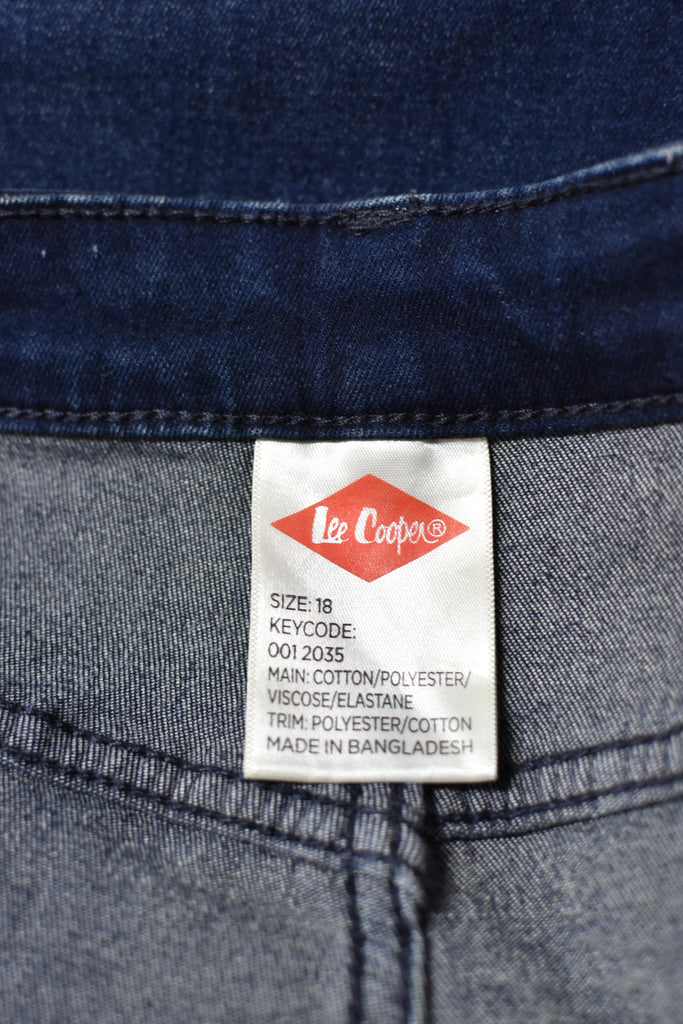 Lee Cooper®
SIZE: 18
KEYCODE:
001 2035
MAIN: COTTON/POLYESTER/
VISCOSE/ELASTANE
TRIM: POLYESTER/COTTON
MADE IN BANGLADESH